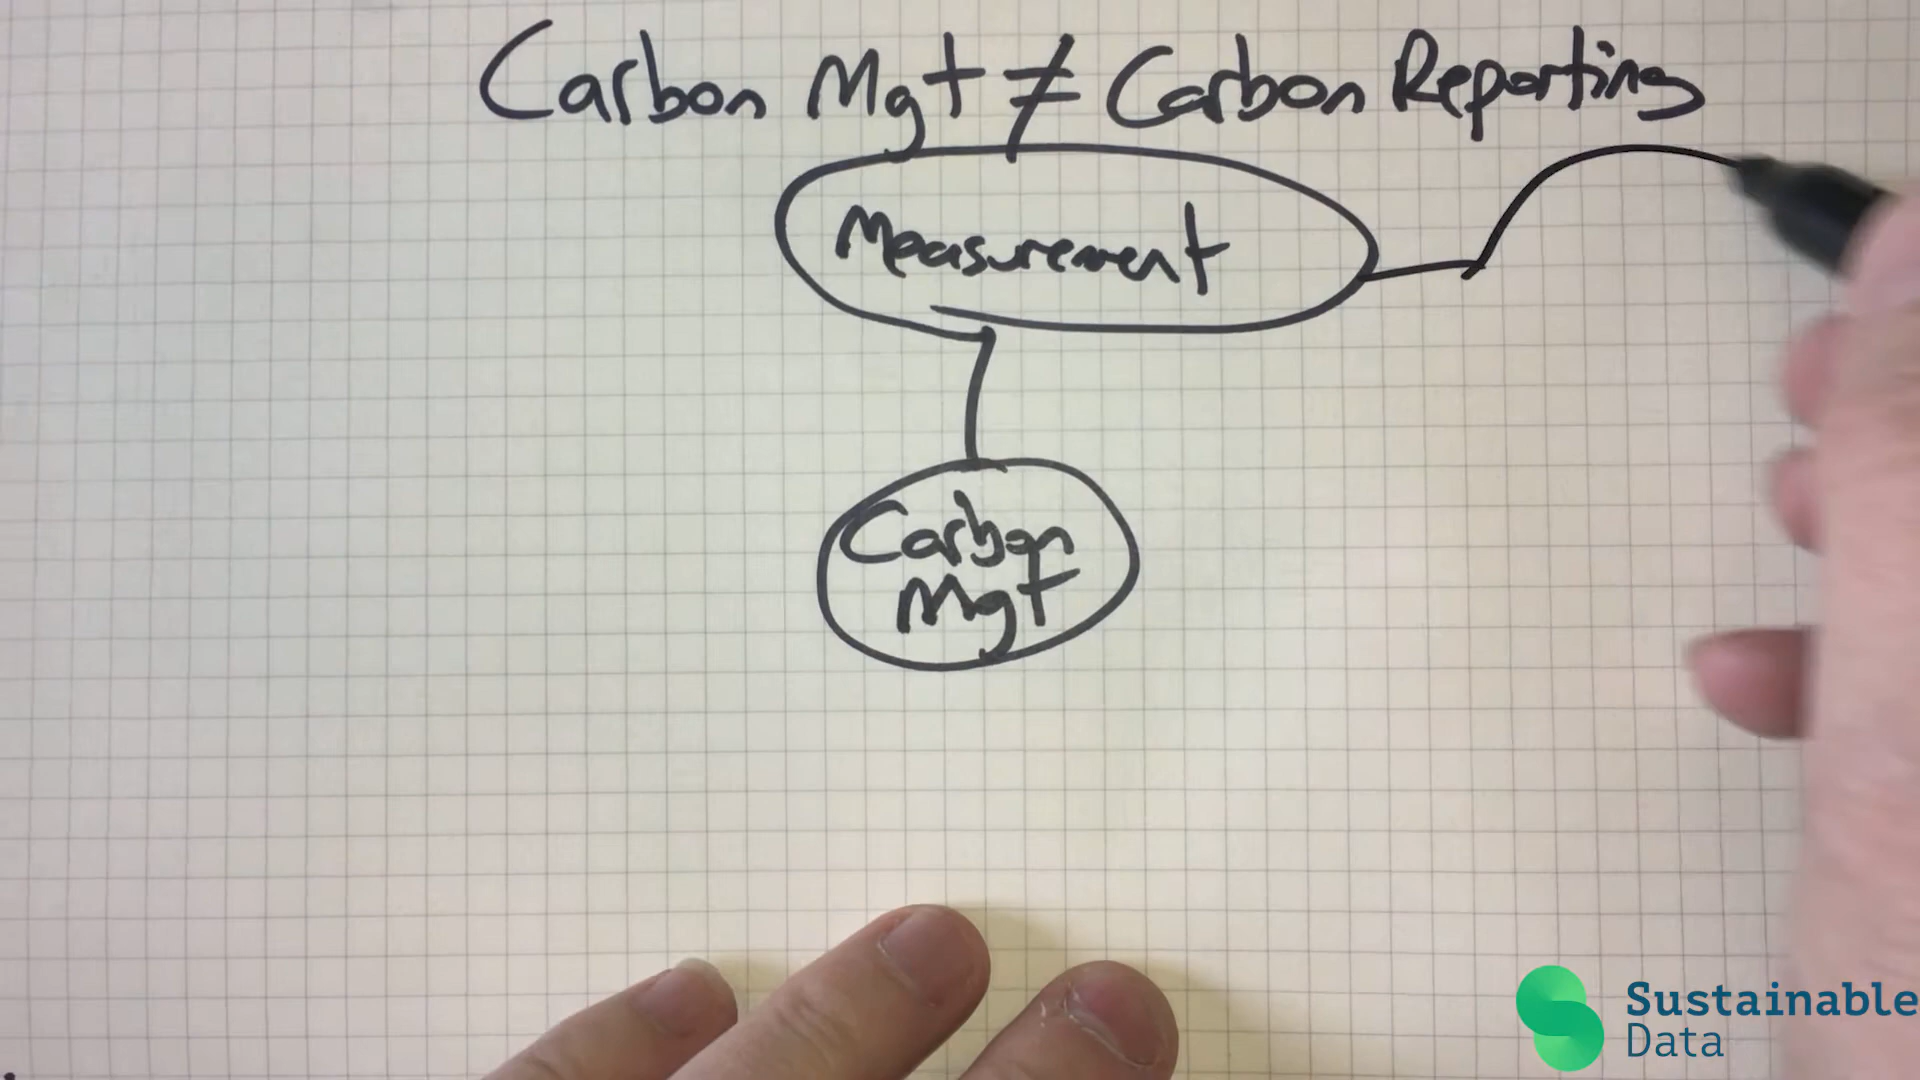 Carbon Mgt ≠ Carbon Reporting
Measurement
Carbon
Mgt
Sustainable
Data